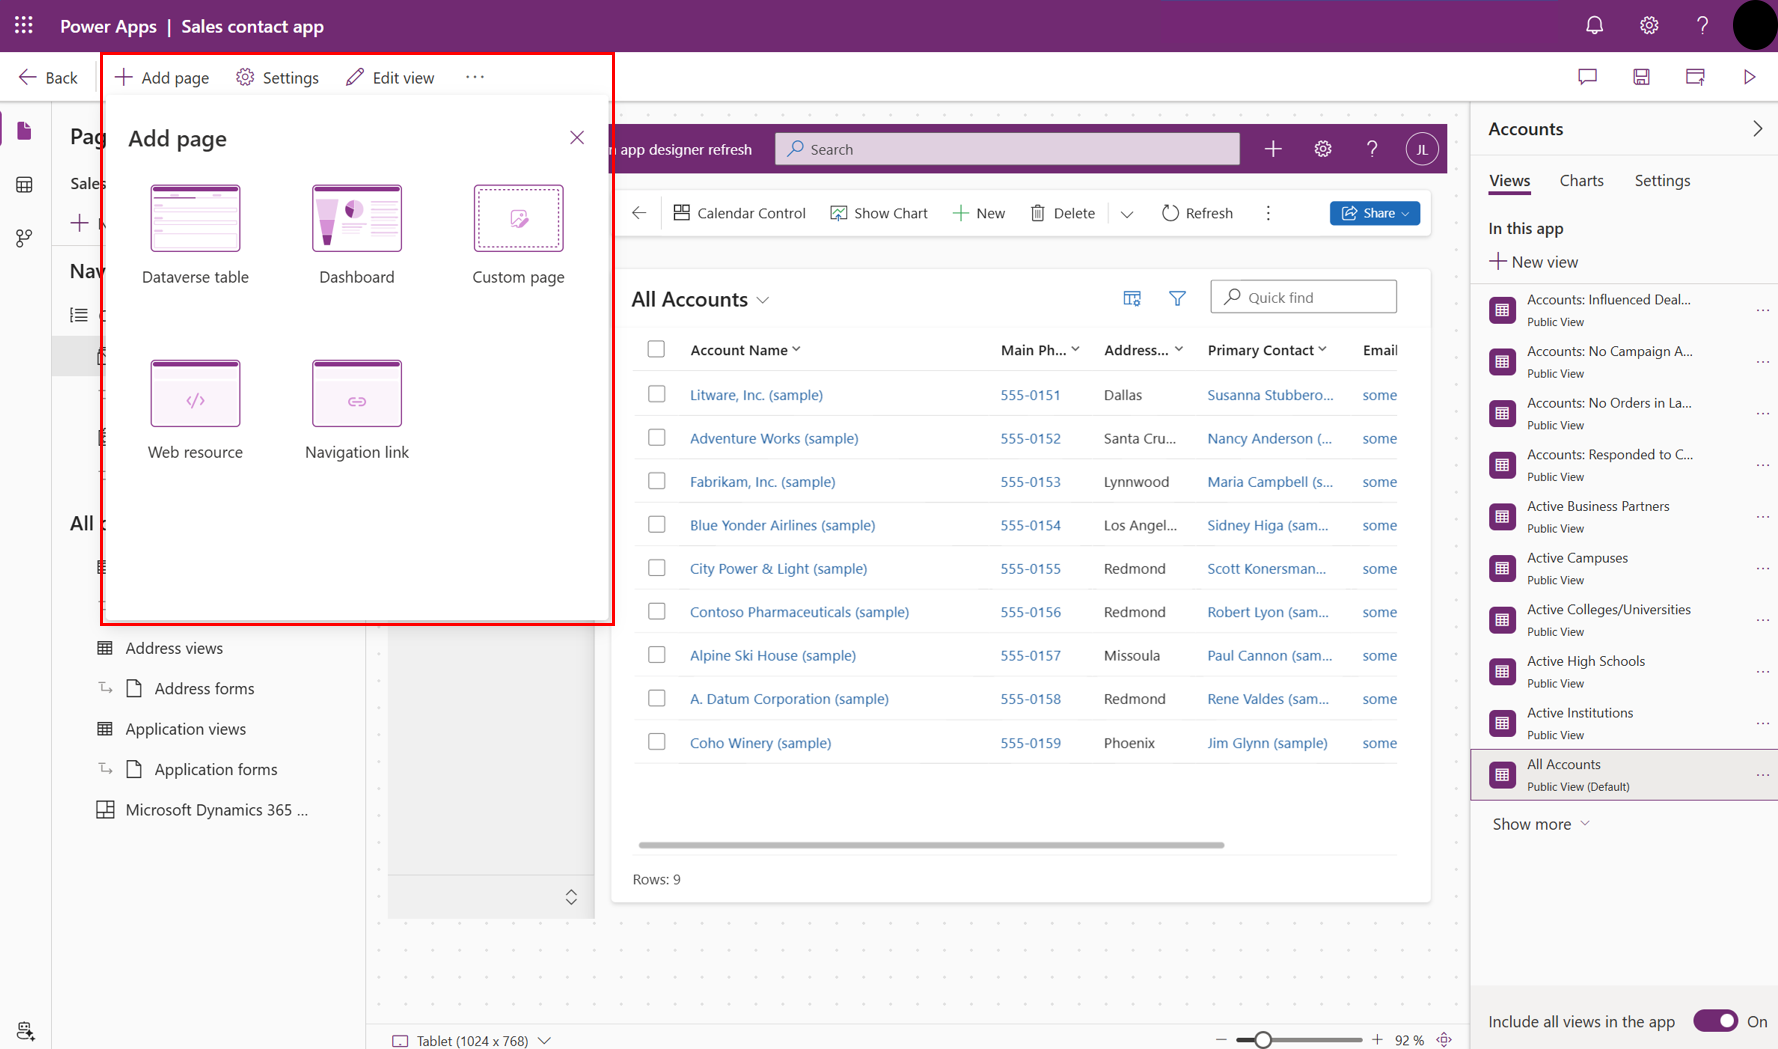 Power Apps | Sales contact app
Back
Add page
Settings
Edit view
Add page
Dataverse table
Dashboard
Custom page
Web resource
Navigation link
Pag
Sales
Nav
All
Address views
Address forms
Application views
Application forms
Microsoft Dynamics 365 ...
app designer refresh
Search
JL
Calendar Control
Show Chart
New
Delete
Refresh
Share
All Accounts
Quick find
Account Name Main Ph... Address... Primary Contact Email
Litware, Inc. (sample) 555-0151 Dallas Susanna Stubbero... some
Adventure Works (sample) 555-0152 Santa Cru... Nancy Anderson (... some
Fabrikam, Inc. (sample) 555-0153 Lynnwood Maria Campbell (s... some
Blue Yonder Airlines (sample) 555-0154 Los Angel... Sidney Higa (sam... some
City Power & Light (sample) 555-0155 Redmond Scott Konersman... some
Contoso Pharmaceuticals (sample) 555-0156 Redmond Robert Lyon (sam... some
Alpine Ski House (sample) 555-0157 Missoula Paul Cannon (sam... some
A. Datum Corporation (sample) 555-0158 Redmond Rene Valdes (sam... some
Coho Winery (sample) 555-0159 Phoenix Jim Glynn (sample) some
Rows: 9
Tablet (1024 x 768)
92 %
Accounts
Views Charts Settings
In this app
New view
Accounts: Influenced Deal...
Public View
Accounts: No Campaign A...
Public View
Accounts: No Orders in La...
Public View
Accounts: Responded to C...
Public View
Active Business Partners
Public View
Active Campuses
Public View
Active Colleges/Universities
Public View
Active High Schools
Public View
Active Institutions
Public View
All Accounts
Public View (Default)
Show more
Include all views in the app
On